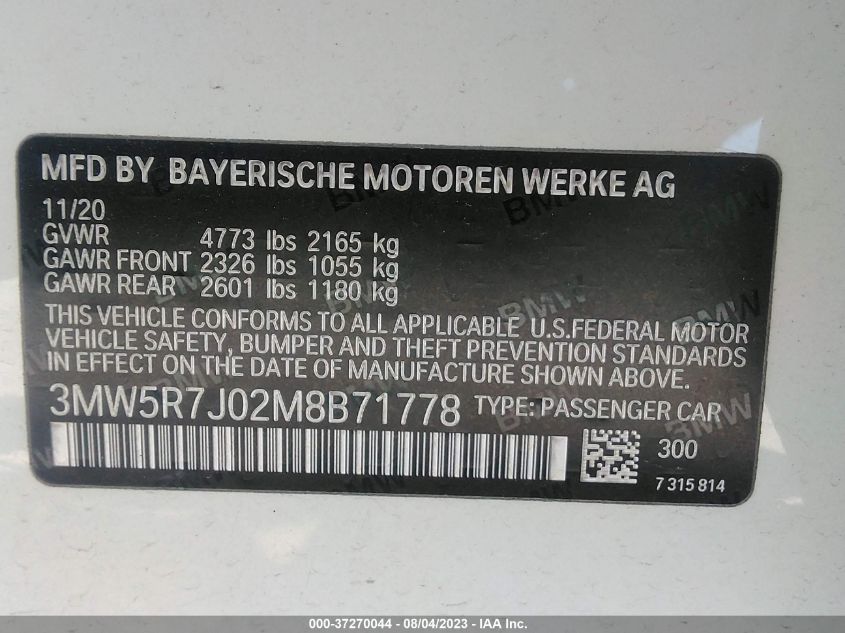 MFD BY BAYERISCHE MOTOREN WERKE AG
11/20
GVWR 4773 lbs 2165 kg
GAWR FRONT 2326 lbs 1055 kg
GAWR REAR 2601 lbs 1180 kg
THIS VEHICLE CONFORMS TO ALL APPLICABLE U.S.FEDERAL MOTOR
VEHICLE SAFETY, BUMPER AND THEFT PREVENTION STANDARDS
IN EFFECT ON THE DATE OF MANUFACTURE SHOWN ABOVE.
3MW5R7J02M8B71778 TYPE: PASSENGER CAR
300
7 315 814
000-37270044 - 08/04/2023 - IAA Inc.